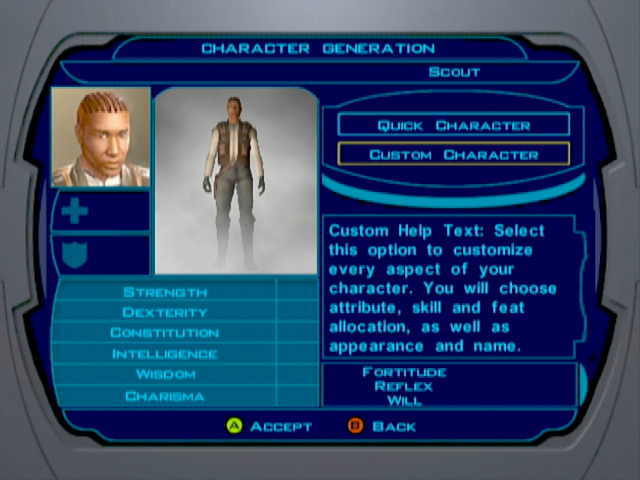 CHARACTER GENERATION
SCOUT
QUICK CHARACTER
CUSTOM CHARACTER
Custom Help Text: Select
this option to customize
every aspect of your
character. You will choose
attribute, skill and feat
allocation, as well as
appearance and name.
STRENGTH
DEXTERITY
CONSTITUTION
INTELLIGENCE
WISDOM
CHARISMA
FORTITUDE
REFLEX
WILL
A ACCEPT B BACK